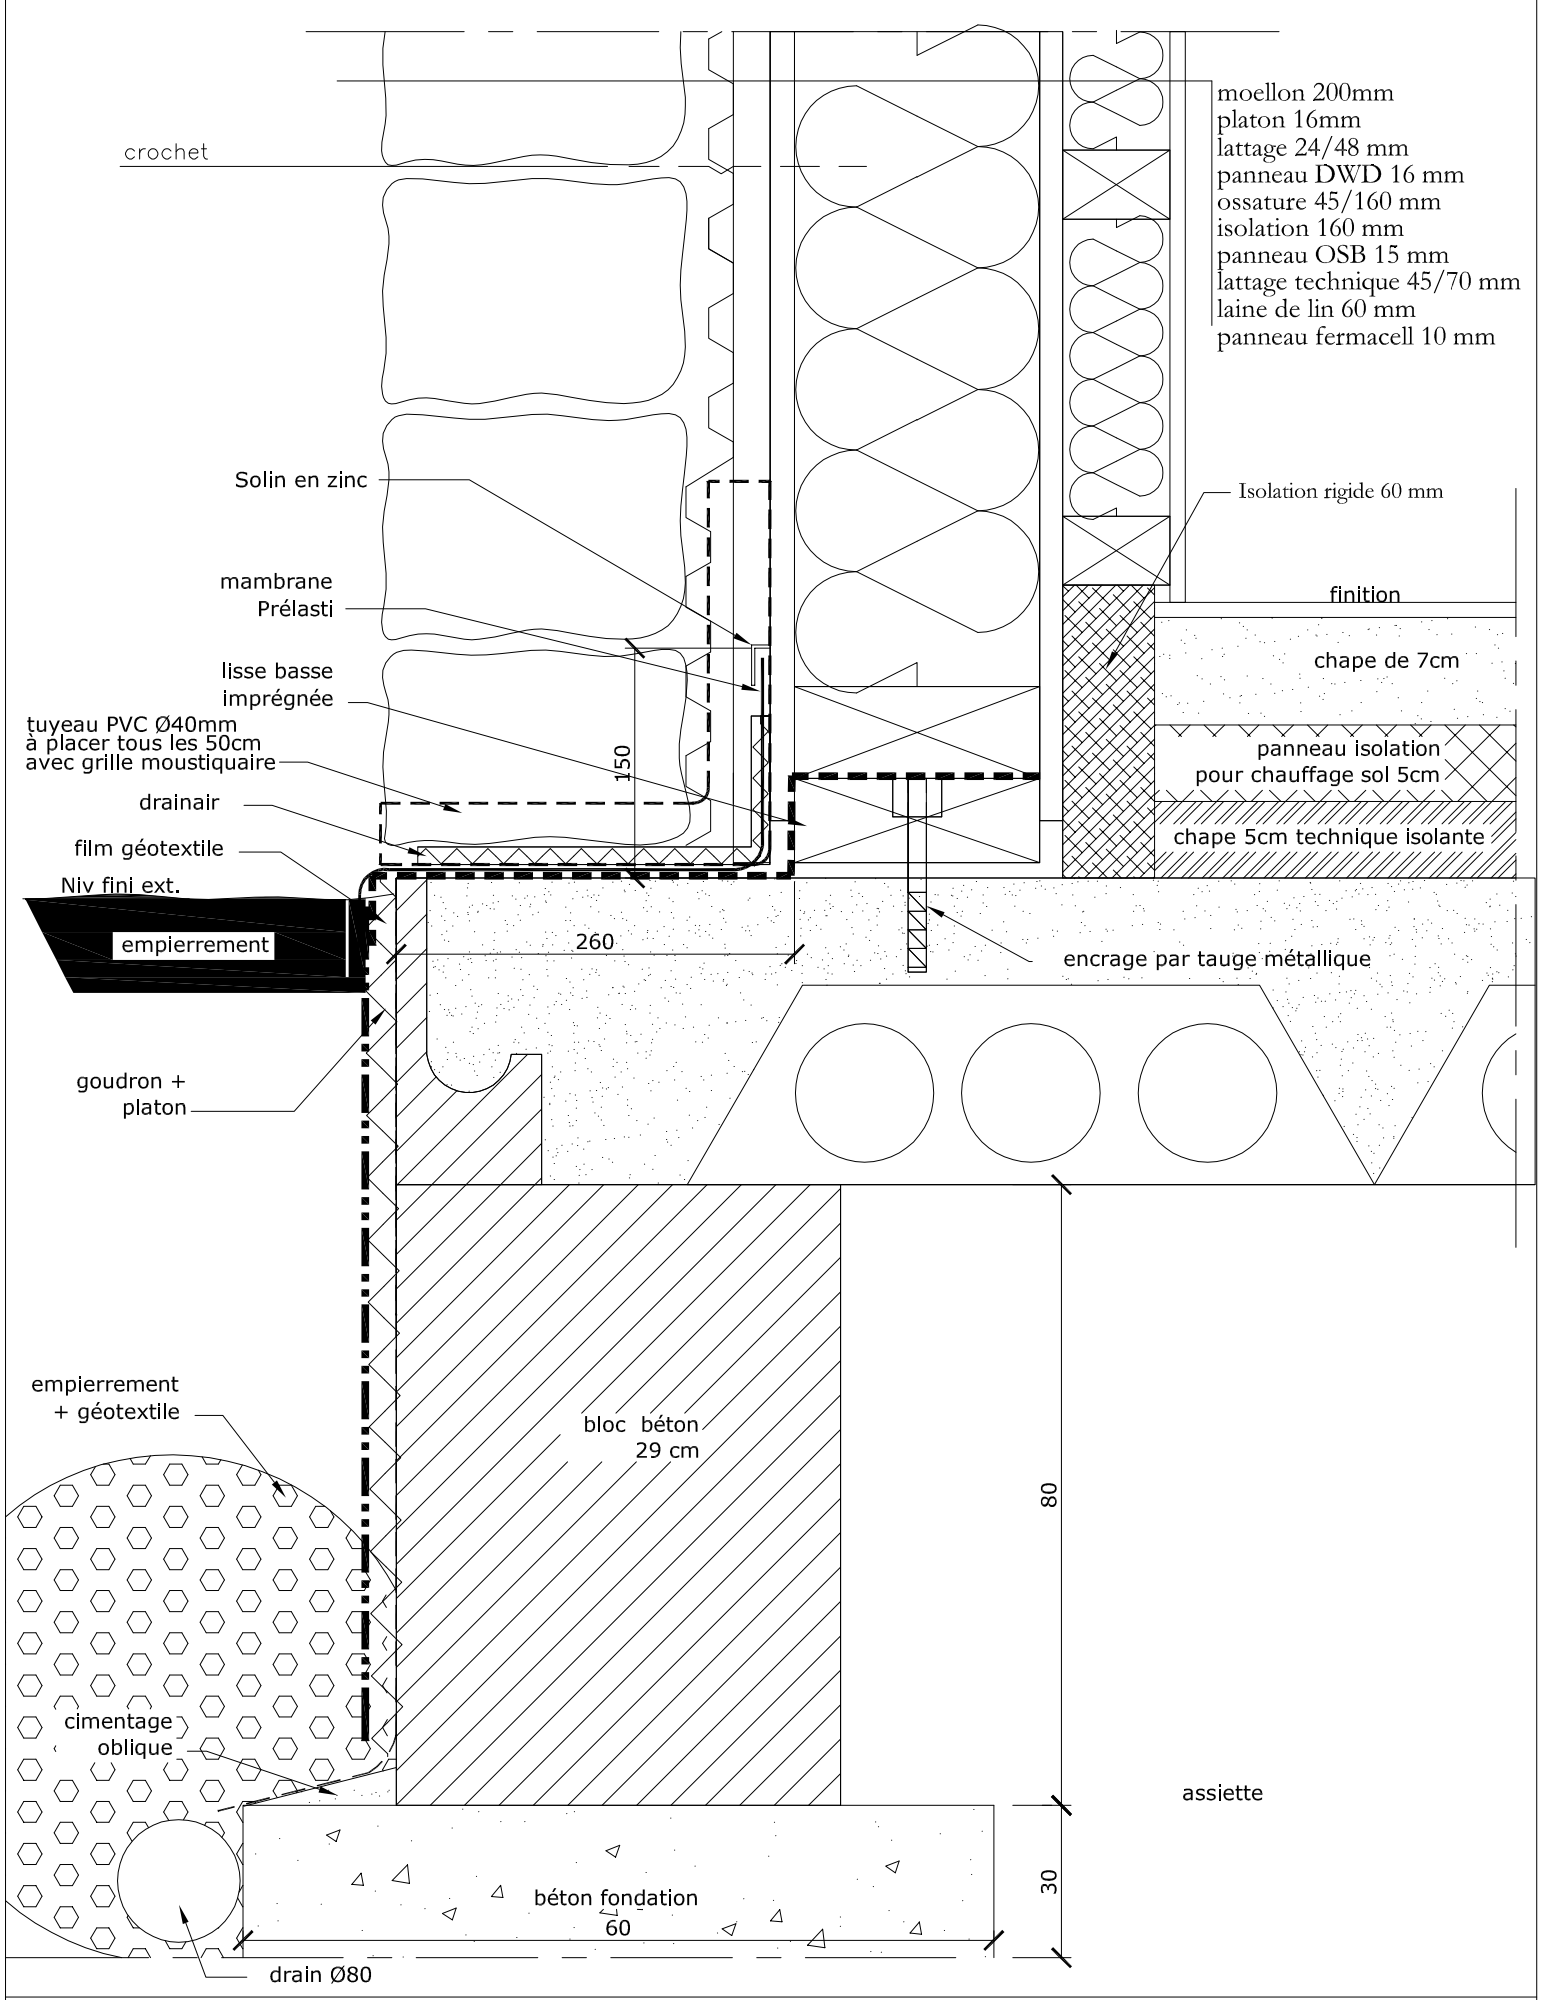 moellon 200mm
platon 16mm
lattage 24/48 mm
panneau DWD 16 mm
ossature 45/160 mm
isolation 160 mm
panneau OSB 15 mm
lattage technique 45/70 mm
laine de lin 60 mm
panneau fermacell 10 mm
crochet
Solin en zinc
Isolation rigide 60 mm
mambrane
Prélasti
finition
lisse basse
imprégnée
chape de 7cm
tuyeau PVC Ø40mm
à placer tous les 50cm
avec grille moustiquaire
150
panneau isolation
pour chauffage sol 5cm
drainair
chape 5cm technique isolante
film géotextile
Niv fini ext.
empierrement
260
encrage par tauge métallique
goudron +
platon
empierrement
+ géotextile
bloc béton
29 cm
80
cimentage
oblique
assiette
30
béton fondation
60
drain Ø80